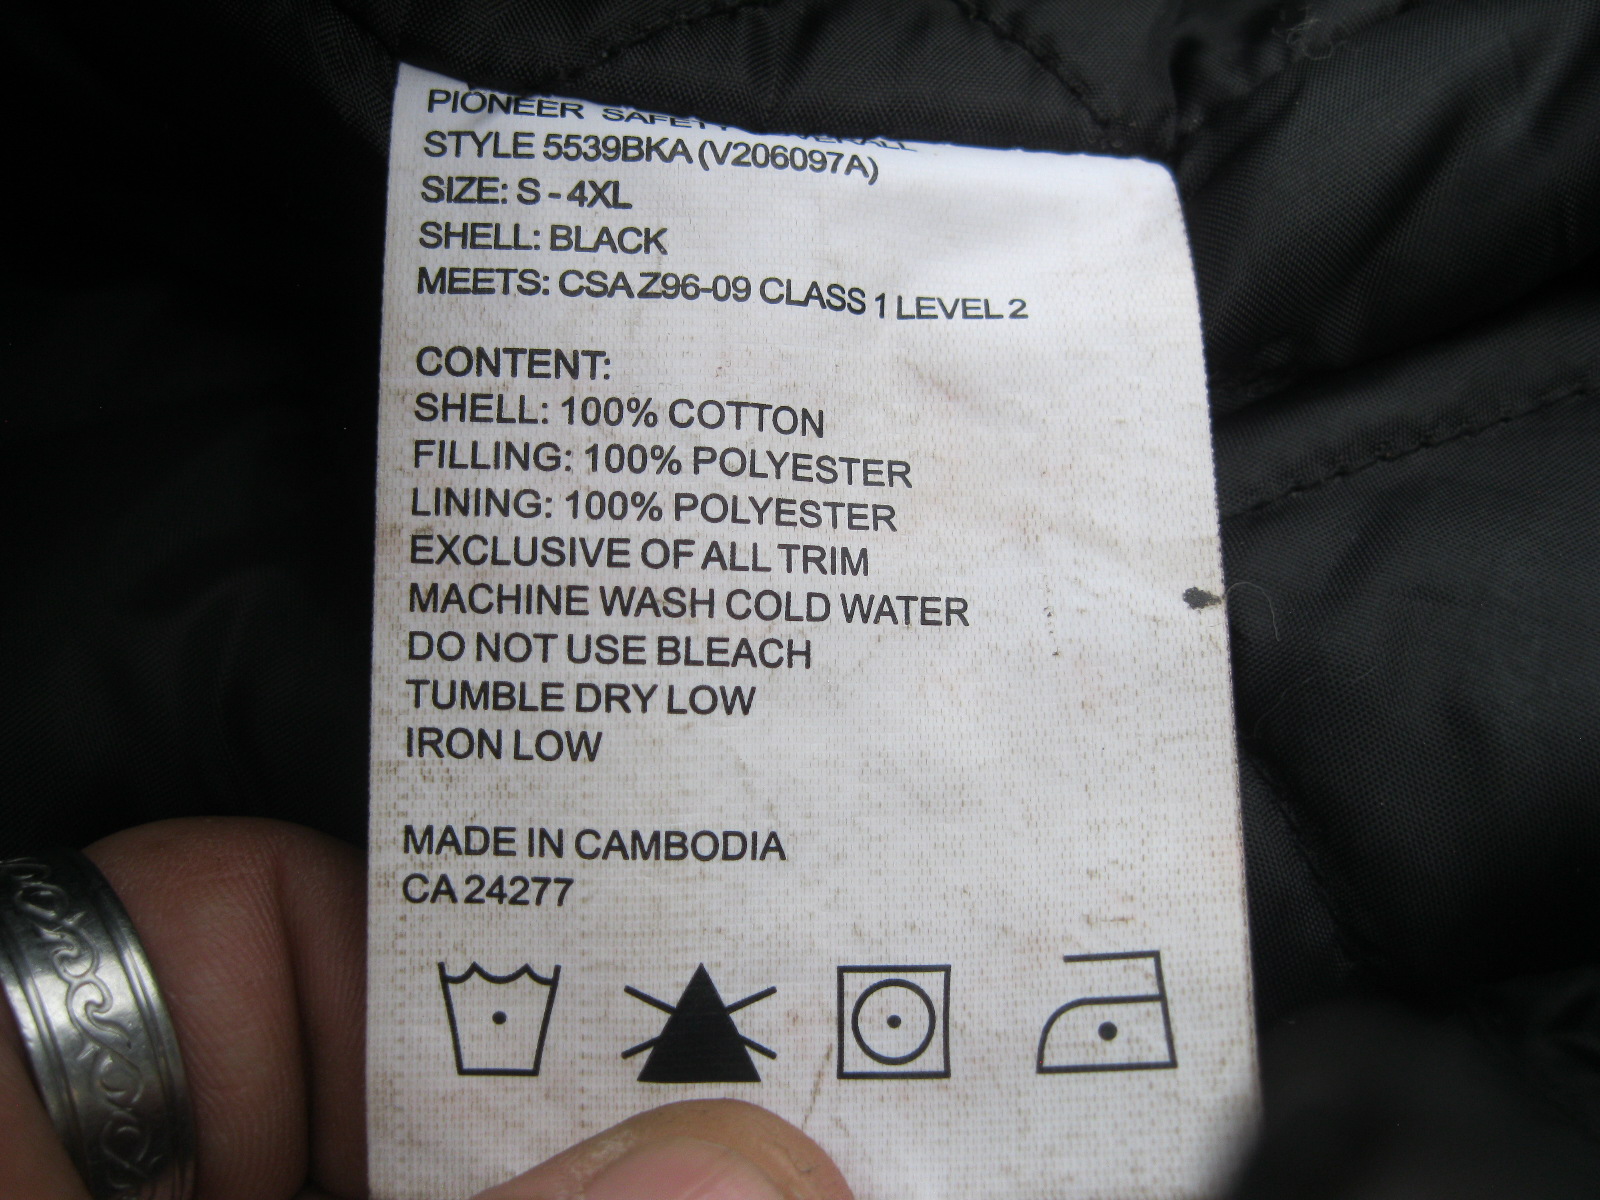 PIONEER SAFETY OVERALL
STYLE 5539BKA (V206097A)
SIZE: S - 4XL
SHELL: BLACK
MEETS: CSA Z96-09 CLASS 1 LEVEL 2
CONTENT:
SHELL: 100% COTTON
FILLING: 100% POLYESTER
LINING: 100% POLYESTER
EXCLUSIVE OF ALL TRIM
MACHINE WASH COLD WATER
DO NOT USE BLEACH
TUMBLE DRY LOW
IRON LOW
MADE IN CAMBODIA
CA 24277